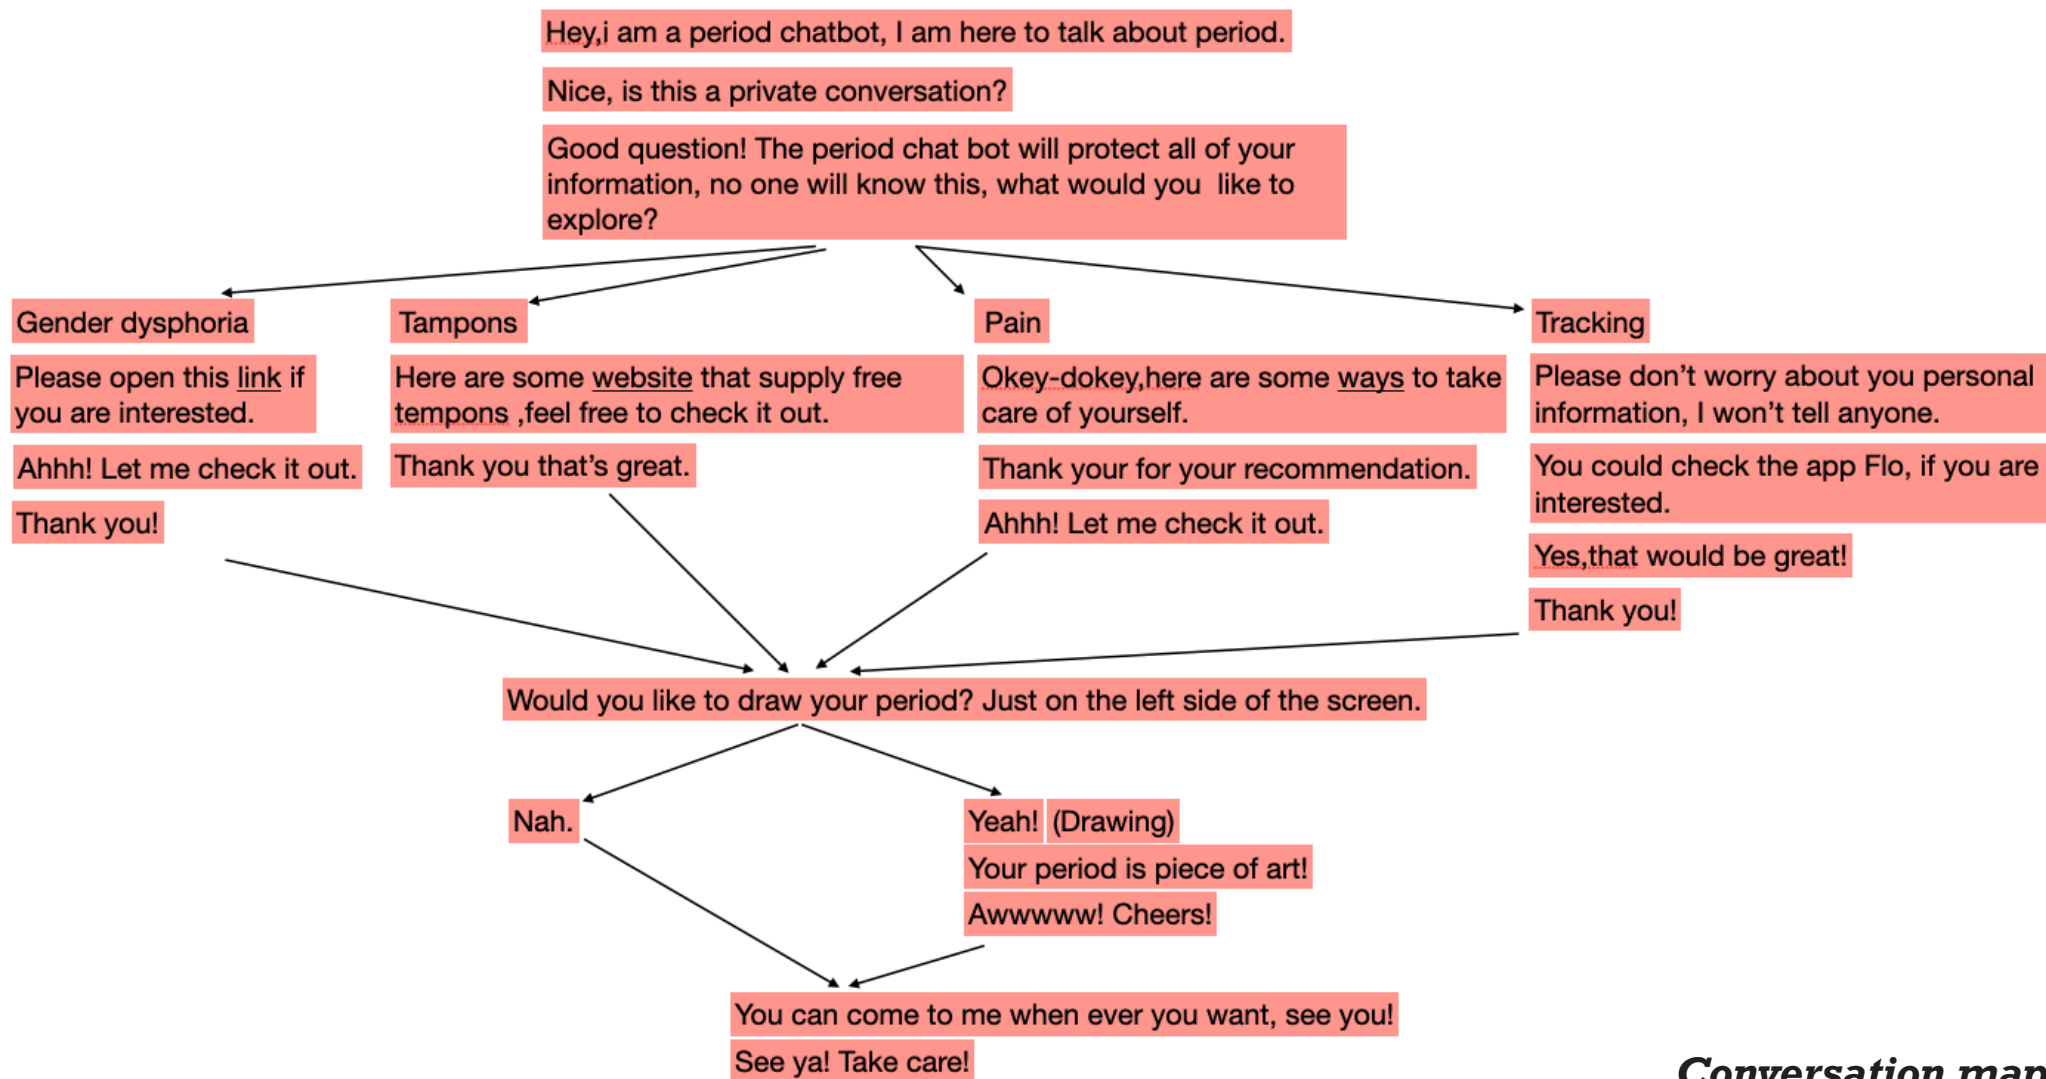 Hey,i am a period chatbot, I am here to talk about period.
Nice, is this a private conversation?
Good question! The period chat bot will protect all of your
information, no one will know this, what would you like to
explore?
Gender dysphoria
Please open this link if
you are interested.
Ahhh! Let me check it out.
Thank you!
Tampons
Here are some website that supply free
tempons ,feel free to check it out.
Thank you that's great.
Pain
Okey-dokey,here are some ways to take
care of yourself.
Thank your for your recommendation.
Ahhh! Let me check it out.
Tracking
Please don't worry about you personal
information, I won't tell anyone.
You could check the app Flo, if you are
interested.
Yes,that would be great!
Thank you!
Would you like to draw your period? Just on the left side of the screen.
Nah.
Yeah! (Drawing)
Your period is piece of art!
Awwwww! Cheers!
You can come to me when ever you want, see you!
See ya! Take care!
Conversation map